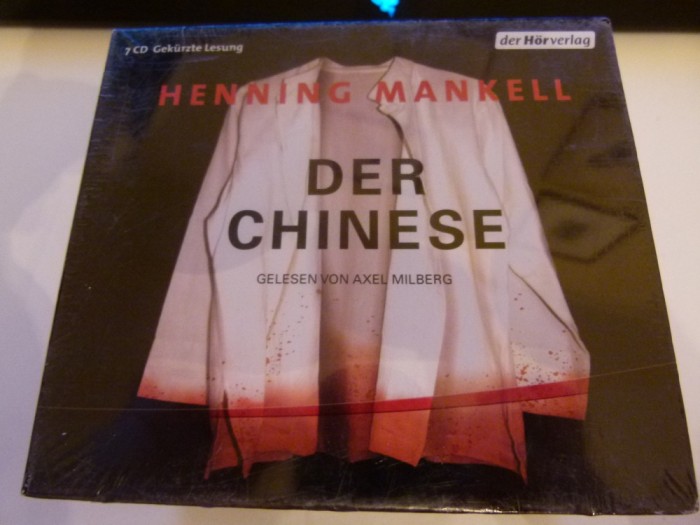 7 CD Gekürzte Lesung
der Hörverlag
HENNING MANKELL
DER
CHINESE
GELESEN VON AXEL MILBERG